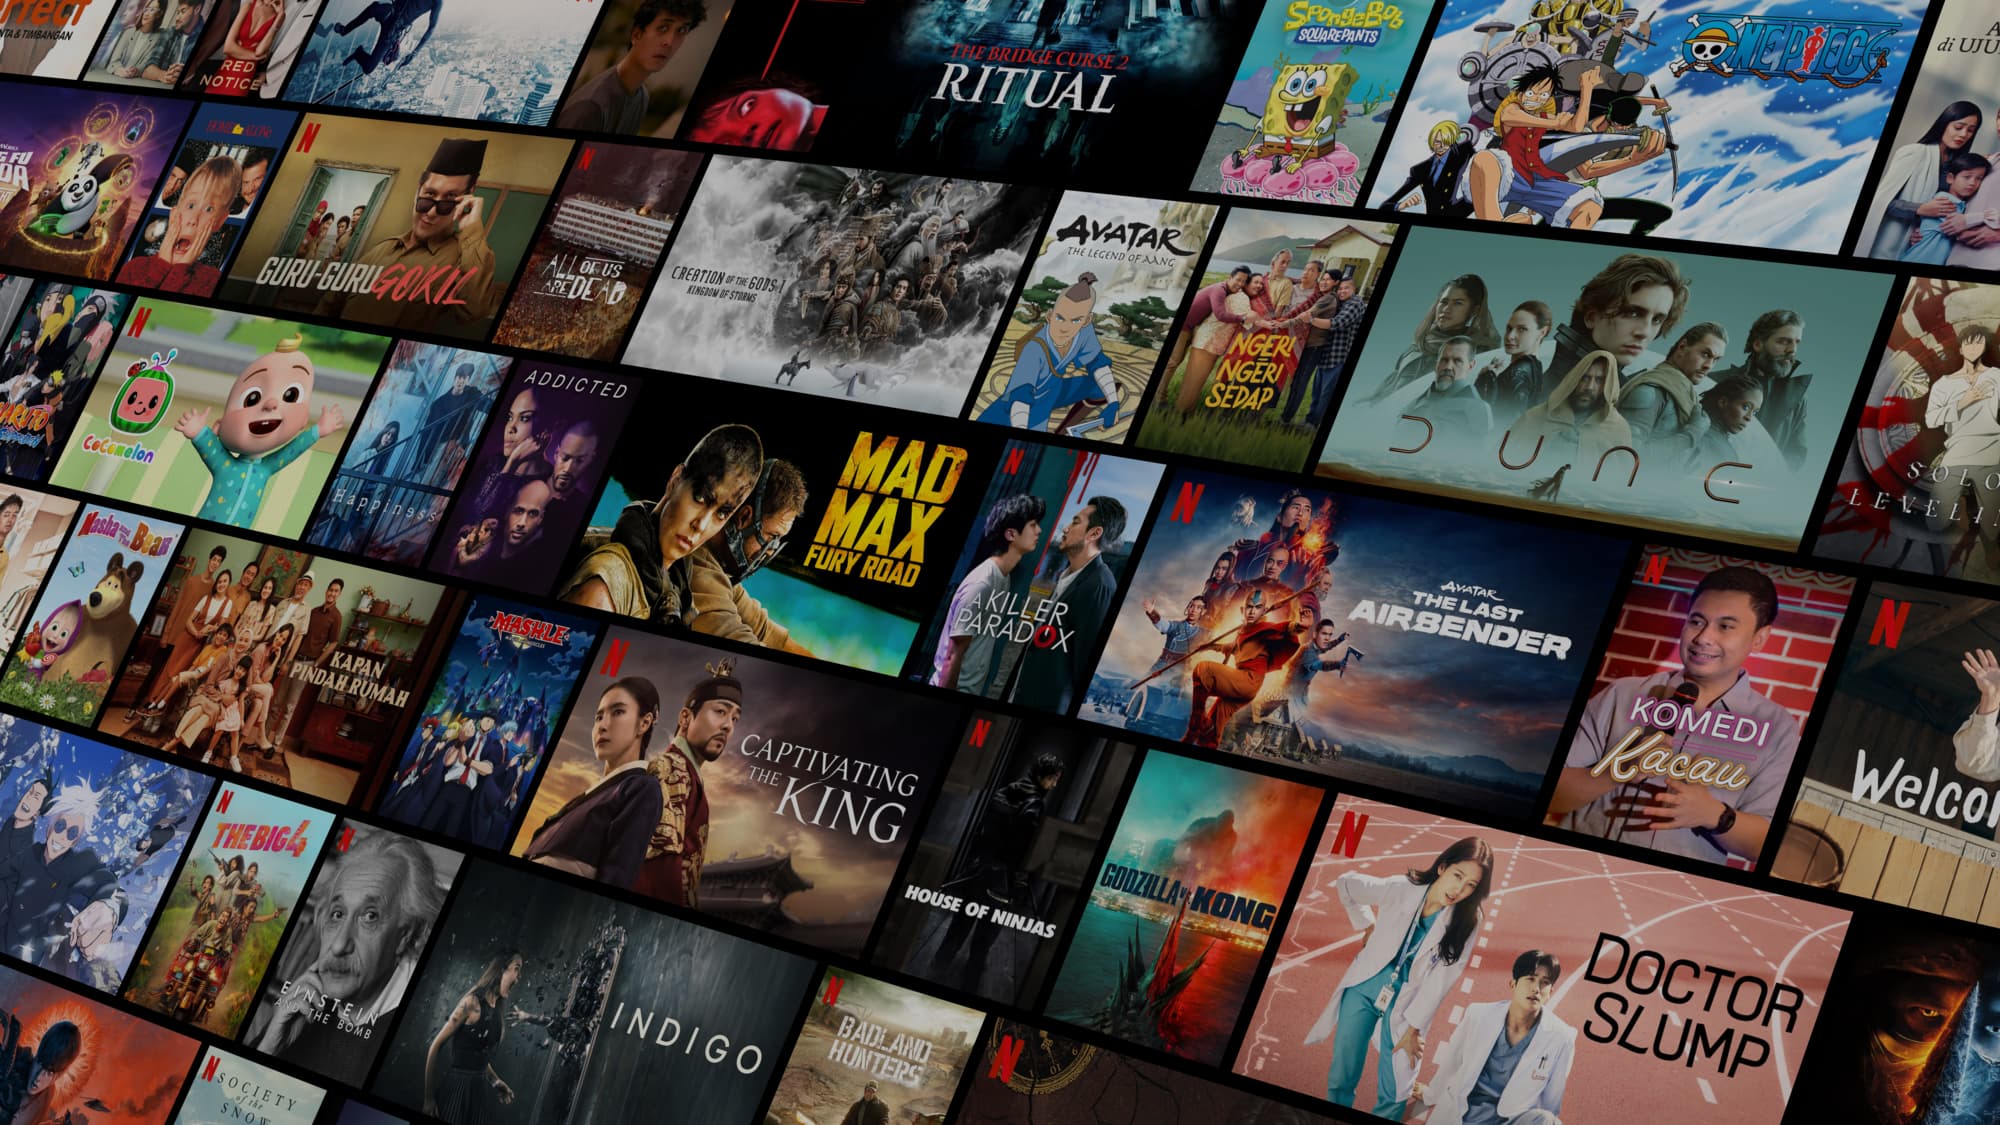 NTA & TIMBANGAN
RED
NOTICE
THE BRIDGE CURSE 2
RITUAL
SpongeBob
SQUAREPANTS
ONE PIECE
HOME ALONE
N
GURU-GURU GOKIL
N
ALL OF US
ARE DEAD
CREATION OF THE GODS I
KINGDOM OF STORMS
AVATAR
THE LEGEND OF AANG
NGERI
NGERI
SEDAP
DUNE
SOLO
LEVELIN
NARUTO
N
CoComelon
Happiness
ADDICTED
MAD
MAX
FURY ROAD
N
A KILLER
PARADOX
N
AVATAR
THE LAST
AIRBENDER
N
KOMEDI
Kacau
N
Welco
Masha and the Bear
KAPAN
PINDAH RUMAH
MASHLE
N
CAPTIVATING
THE KING
N
HOUSE OF NINJAS
GODZILLA VS KONG
N
DOCTOR
SLUMP
N
THE BIG 4
N
EINSTEIN
AND THE BOMB
INDIGO
N
BADLAND
HUNTERS
N
N
SOCIETY
of the
SNOW